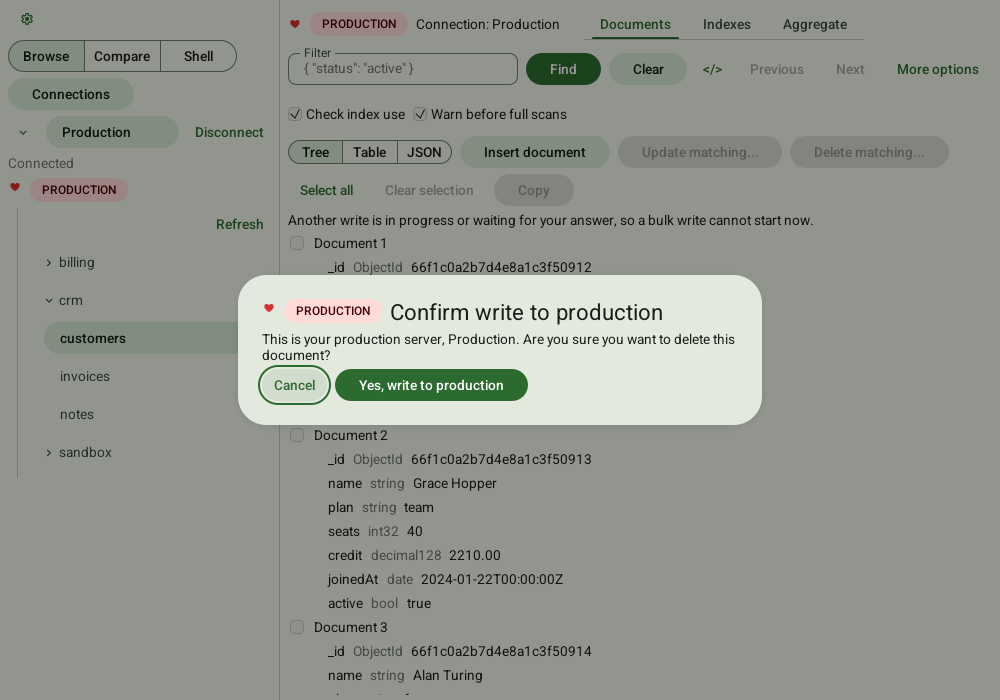 Browse Compare Shell
Connections
Production Disconnect
Connected
PRODUCTION
Refresh
billing
crm
customers
invoices
notes
sandbox
PRODUCTION Connection: Production Documents Indexes Aggregate
Filter
{ "status": "active" } Find Clear </> Previous Next More options
Check index use Warn before full scans
Tree Table JSON Insert document Update matching... Delete matching...
Select all Clear selection Copy
Another write is in progress or waiting for your answer, so a bulk write cannot start now.
Document 1
_id ObjectId 66f1c0a2b7d4e8a1c3f50912
PRODUCTION Confirm write to production
This is your production server, Production. Are you sure you want to delete this
document?
Cancel Yes, write to production
Document 2
_id ObjectId 66f1c0a2b7d4e8a1c3f50913
name string Grace Hopper
plan string team
seats int32 40
credit decimal128 2210.00
joinedAt date 2024-01-22T00:00:00Z
active bool true
Document 3
_id ObjectId 66f1c0a2b7d4e8a1c3f50914
name string Alan Turing